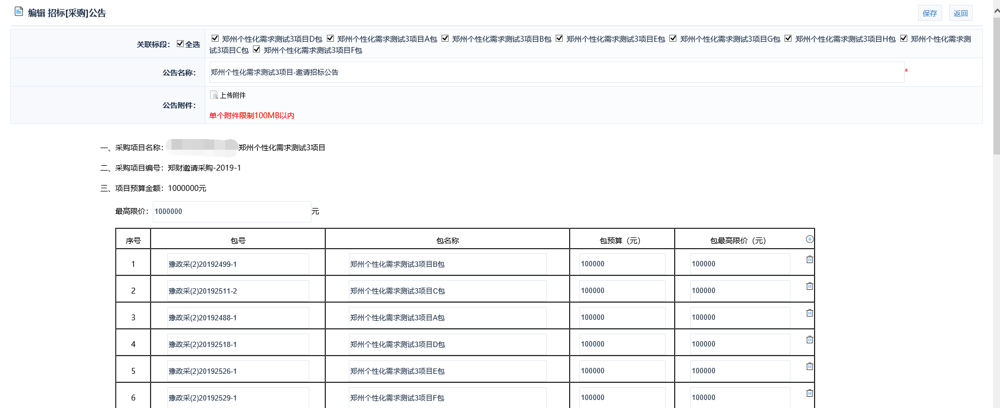 编辑 招标[采购]公告
保存 返回
关联标段： 全选 郑州个性化需求测试3项目D包 郑州个性化需求测试3项目A包 郑州个性化需求测试3项目B包 郑州个性化需求测试3项目E包 郑州个性化需求测试3项目G包 郑州个性化需求测试3项目H包 郑州个性化需求测
试3项目C包 郑州个性化需求测试3项目F包
公告名称： 郑州个性化需求测试3项目-邀请招标公告 *
公告附件： 上传附件
单个附件限制100MB以内
一、采购项目名称： 郑州个性化需求测试3项目
二、采购项目编号：郑财邀请采购-2019-1
三、项目预算金额：1000000元
最高限价： 1000000 元
序号 包号 包名称 包预算（元） 包最高限价（元）
1 豫政采(2)20192499-1 郑州个性化需求测试3项目B包 100000 100000
2 豫政采(2)20192511-2 郑州个性化需求测试3项目C包 100000 100000
3 豫政采(2)20192488-1 郑州个性化需求测试3项目A包 100000 100000
4 豫政采(2)20192518-1 郑州个性化需求测试3项目D包 100000 100000
5 豫政采(2)20192526-1 郑州个性化需求测试3项目E包 100000 100000
6 豫政采(2)20192529-1 郑州个性化需求测试3项目F包 100000 100000